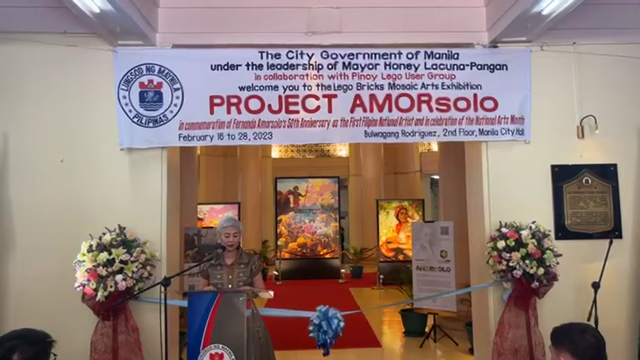 The City Government of Manila
under the leadership of Mayor Honey Lacuna-Pangan
in collaboration with Pinoy Lego User Group
welcome you to the Lego Bricks Mosaic Arts Exhibition
PROJECT AMORsolo
in commemoration of Fernando Amorsolo's 50th Anniversary as the First Filipino National Artist and in celebration of the National Arts Month
February 16 to 28, 2023
Bulwagang Rodriguez, 2nd Floor, Manila City Hall
LUNGSOD NG MAYNILA
PILIPINAS
AMORSOLO